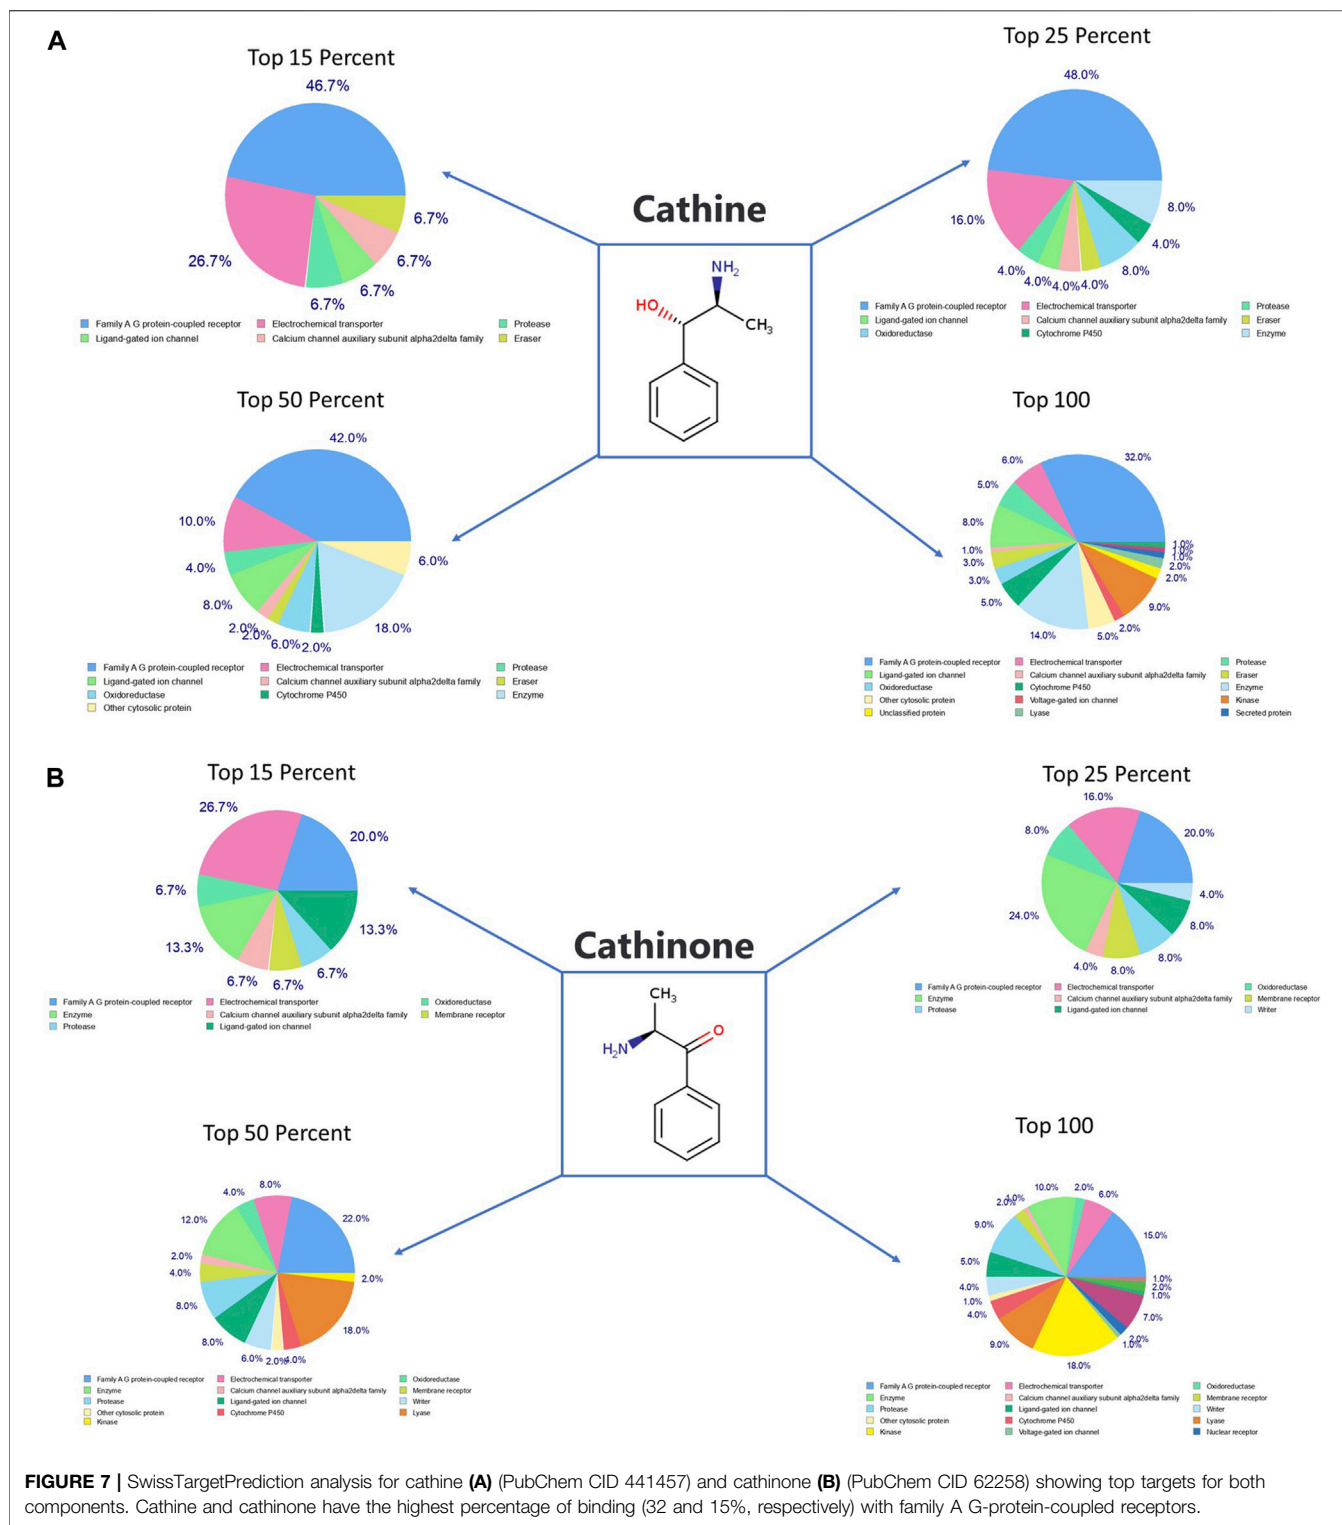 A
Top 15 Percent
46.7%
26.7%
6.7%
6.7%
6.7%
6.7%
Family A G protein-coupled receptor Electrochemical transporter Protease
Ligand-gated ion channel Calcium channel auxiliary subunit alpha2delta family Eraser
Top 25 Percent
48.0%
16.0%
4.0%
4.0%
4.0%
4.0%
8.0%
4.0%
8.0%
Family A G protein-coupled receptor Electrochemical transporter Protease
Ligand-gated ion channel Calcium channel auxiliary subunit alpha2delta family Eraser
Oxidoreductase Cytochrome P450 Enzyme
Cathine
NH2
HO
CH3
Top 50 Percent
42.0%
10.0%
4.0%
8.0%
2.0%
2.0%
6.0%
2.0%
18.0%
6.0%
Family A G protein-coupled receptor Electrochemical transporter Protease
Ligand-gated ion channel Calcium channel auxiliary subunit alpha2delta family Eraser
Oxidoreductase Cytochrome P450 Enzyme
Other cytosolic protein
Top 100
32.0%
6.0%
5.0%
8.0%
1.0%
3.0%
3.0%
5.0%
14.0%
5.0%
2.0%
9.0%
2.0%
2.0%
1.0%
1.0%
1.0%
Family A G protein-coupled receptor Electrochemical transporter Protease
Ligand-gated ion channel Calcium channel auxiliary subunit alpha2delta family Eraser
Oxidoreductase Cytochrome P450 Enzyme
Other cytosolic protein Voltage-gated ion channel Kinase
Unclassified protein Lyase Secreted protein
B
Top 15 Percent
26.7%
20.0%
6.7%
13.3%
6.7%
6.7%
6.7%
13.3%
Family A G protein-coupled receptor Electrochemical transporter Oxidoreductase
Enzyme Calcium channel auxiliary subunit alpha2delta family Membrane receptor
Protease Ligand-gated ion channel
Top 25 Percent
16.0%
20.0%
8.0%
24.0%
4.0%
8.0%
8.0%
8.0%
4.0%
Family A G protein-coupled receptor Electrochemical transporter Oxidoreductase
Enzyme Calcium channel auxiliary subunit alpha2delta family Membrane receptor
Protease Ligand-gated ion channel Writer
Cathinone
CH3
H2N
O
Top 50 Percent
8.0%
4.0%
22.0%
12.0%
2.0%
4.0%
8.0%
8.0%
6.0%
2.0%
4.0%
18.0%
2.0%
Family A G protein-coupled receptor Electrochemical transporter Oxidoreductase
Enzyme Calcium channel auxiliary subunit alpha2delta family Membrane receptor
Protease Ligand-gated ion channel Writer
Other cytosolic protein Cytochrome P450 Lyase
Kinase
Top 100
10.0%
2.0%
6.0%
1.0%
2.0%
15.0%
9.0%
5.0%
4.0%
1.0%
4.0%
9.0%
18.0%
1.0%
2.0%
7.0%
1.0%
2.0%
1.0%
Family A G protein-coupled receptor Electrochemical transporter Oxidoreductase
Enzyme Calcium channel auxiliary subunit alpha2delta family Membrane receptor
Protease Ligand-gated ion channel Writer
Other cytosolic protein Cytochrome P450 Lyase
Kinase Voltage-gated ion channel Nuclear receptor
FIGURE 7 | SwissTargetPrediction analysis for cathine (A) (PubChem CID 441457) and cathinone (B) (PubChem CID 62258) showing top targets for both
components. Cathine and cathinone have the highest percentage of binding (32 and 15%, respectively) with family A G-protein-coupled receptors.